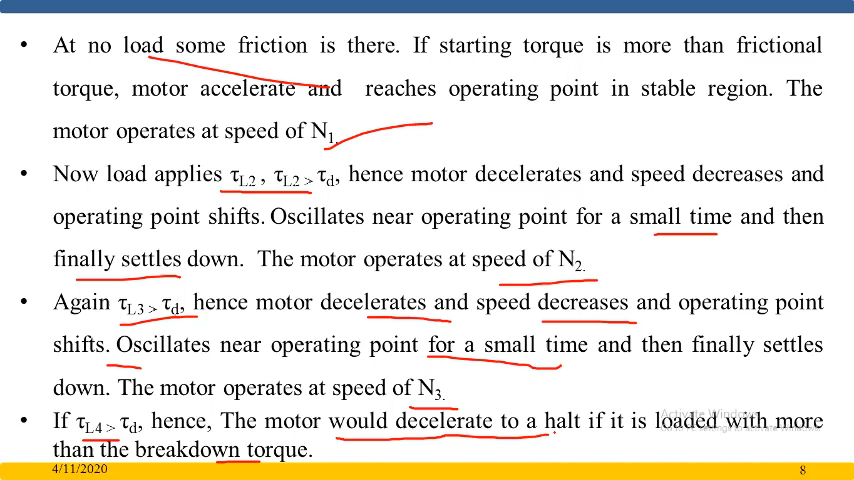 • At no load some friction is there. If starting torque is more than frictional
torque, motor accelerate and reaches operating point in stable region. The
motor operates at speed of N1.
• Now load applies τL2 , τL2 > τd, hence motor decelerates and speed decreases and
operating point shifts. Oscillates near operating point for a small time and then
finally settles down. The motor operates at speed of N2.
• Again τL3 > τd, hence motor decelerates and speed decreases and operating point
shifts. Oscillates near operating point for a small time and then finally settles
down. The motor operates at speed of N3.
• If τL4 > τd, hence, The motor would decelerate to a halt if it is loaded with more
than the breakdown torque.
Activate Windows
4/11/2020
8